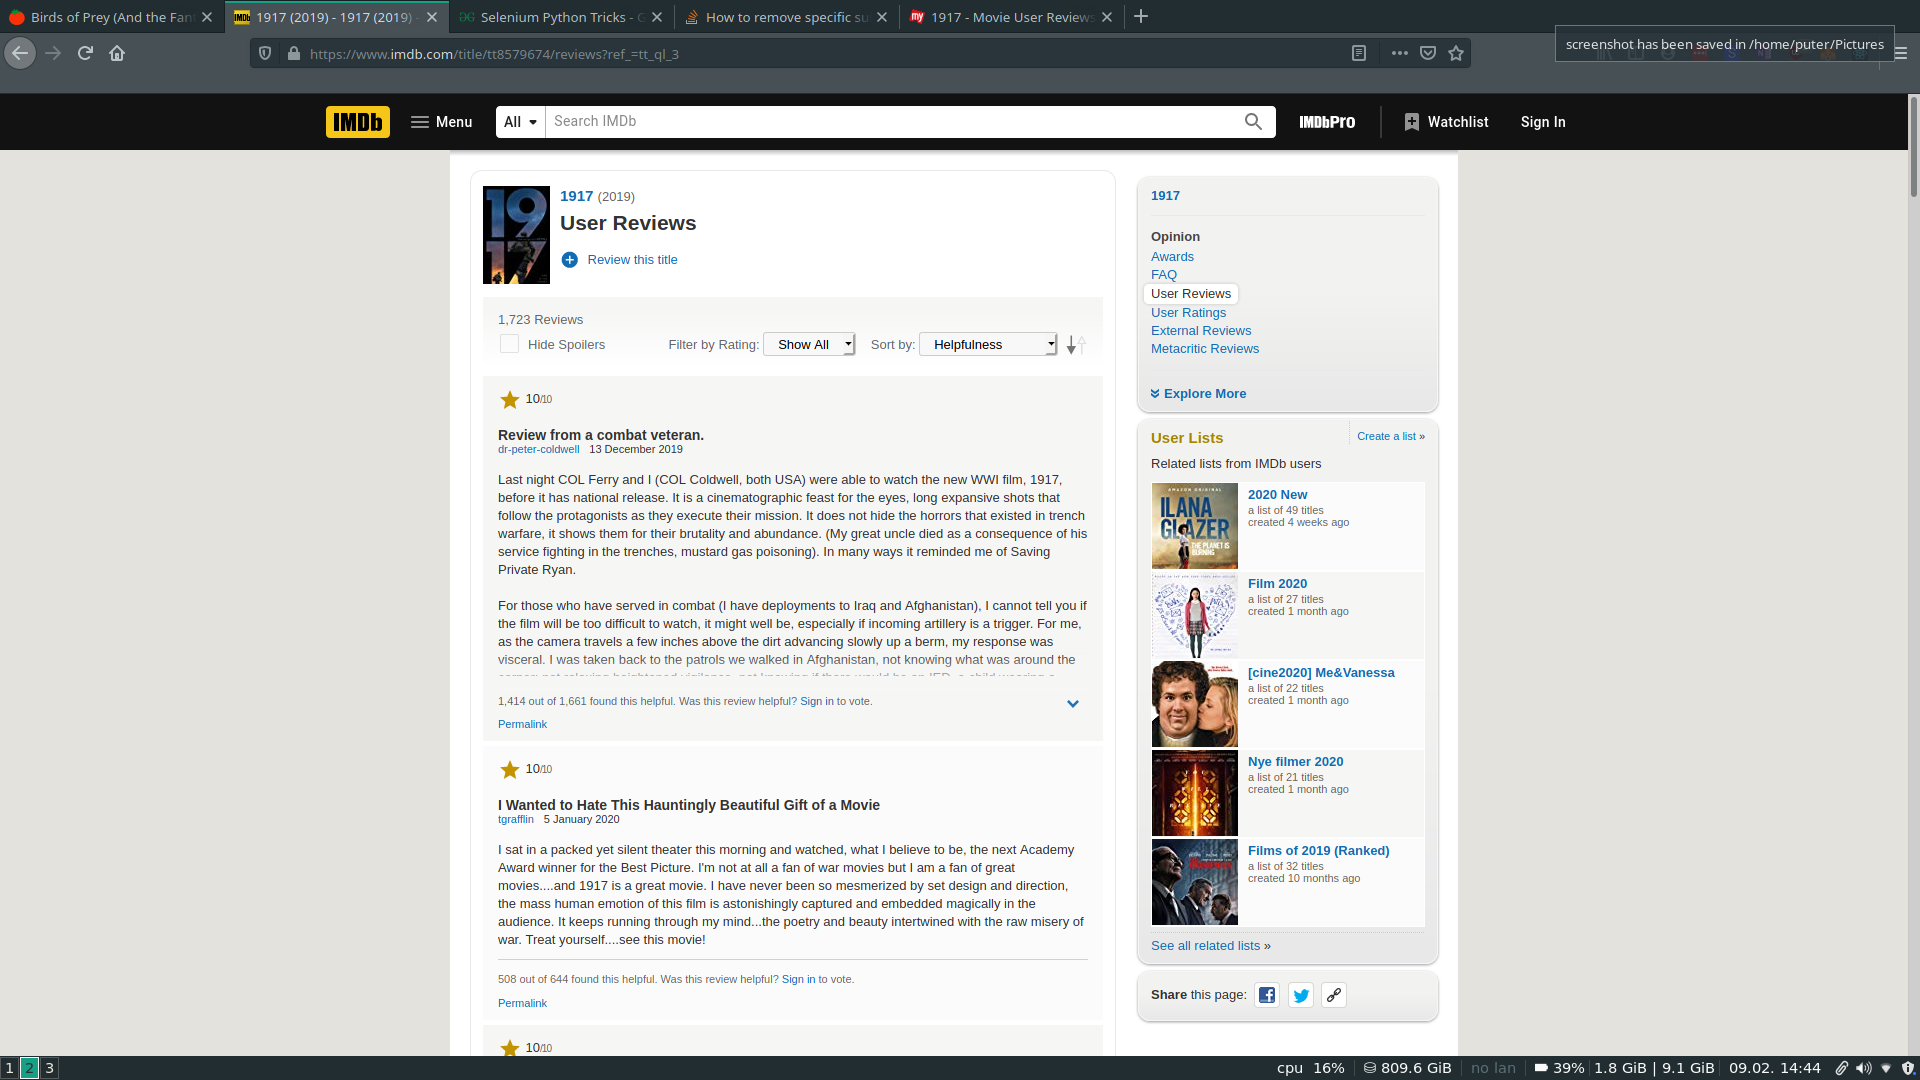 Birds of Prey (And the Fan
1917 (2019) - 1917 (2019) -
Selenium Python Tricks - G
How to remove specific su
1917 - Movie User Reviews
https://www.imdb.com/title/tt8579674/reviews?ref_=tt_ql_3
screenshot has been saved in /home/puter/Pictures
IMDb
Menu
All
Search IMDb
IMDbPro
Watchlist
Sign In
19
17
1917 (2019)
User Reviews
Review this title
1,723 Reviews
Hide Spoilers
Filter by Rating: Show All
Sort by: Helpfulness
10/10
Review from a combat veteran.
dr-peter-coldwell 13 December 2019
Last night COL Ferry and I (COL Coldwell, both USA) were able to watch the new WWI film, 1917,
before it has national release. It is a cinematographic feast for the eyes, long expansive shots that
follow the protagonists as they execute their mission. It does not hide the horrors that existed in trench
warfare, it shows them for their brutality and abundance. (My great uncle died as a consequence of his
service fighting in the trenches, mustard gas poisoning). In many ways it reminded me of Saving
Private Ryan.
For those who have served in combat (I have deployments to Iraq and Afghanistan), I cannot tell you if
the film will be too difficult to watch, it might well be, especially if incoming artillery is a trigger. For me,
as the camera travels a few inches above the dirt advancing slowly up a berm, my response was
visceral. I was taken back to the patrols we walked in Afghanistan, not knowing what was around the
1,414 out of 1,661 found this helpful. Was this review helpful? Sign in to vote.
Permalink
10/10
I Wanted to Hate This Hauntingly Beautiful Gift of a Movie
tgrafflin 5 January 2020
I sat in a packed yet silent theater this morning and watched, what I believe to be, the next Academy
Award winner for the Best Picture. I'm not at all a fan of war movies but I am a fan of great
movies....and 1917 is a great movie. I have never been so mesmerized by set design and direction,
the mass human emotion of this film is astonishingly captured and embedded magically in the
audience. It keeps running through my mind...the poetry and beauty intertwined with the raw misery of
war. Treat yourself....see this movie!
508 out of 644 found this helpful. Was this review helpful? Sign in to vote.
Permalink
10/10
1917
Opinion
Awards
FAQ
User Reviews
User Ratings
External Reviews
Metacritic Reviews
Explore More
User Lists
Create a list »
Related lists from IMDb users
AMAZON ORIGINAL
ILANA
GLAZER
THE PLANET IS
BURNING
2020 New
a list of 49 titles
created 4 weeks ago
Film 2020
a list of 27 titles
created 1 month ago
[cine2020] Me&Vanessa
a list of 22 titles
created 1 month ago
Nye filmer 2020
a list of 21 titles
created 1 month ago
Films of 2019 (Ranked)
a list of 32 titles
created 10 months ago
See all related lists »
Share this page:
1 2 3
cpu 16%
809.6 GiB
no lan
39%
1.8 GiB | 9.1 GiB
09.02. 14:44